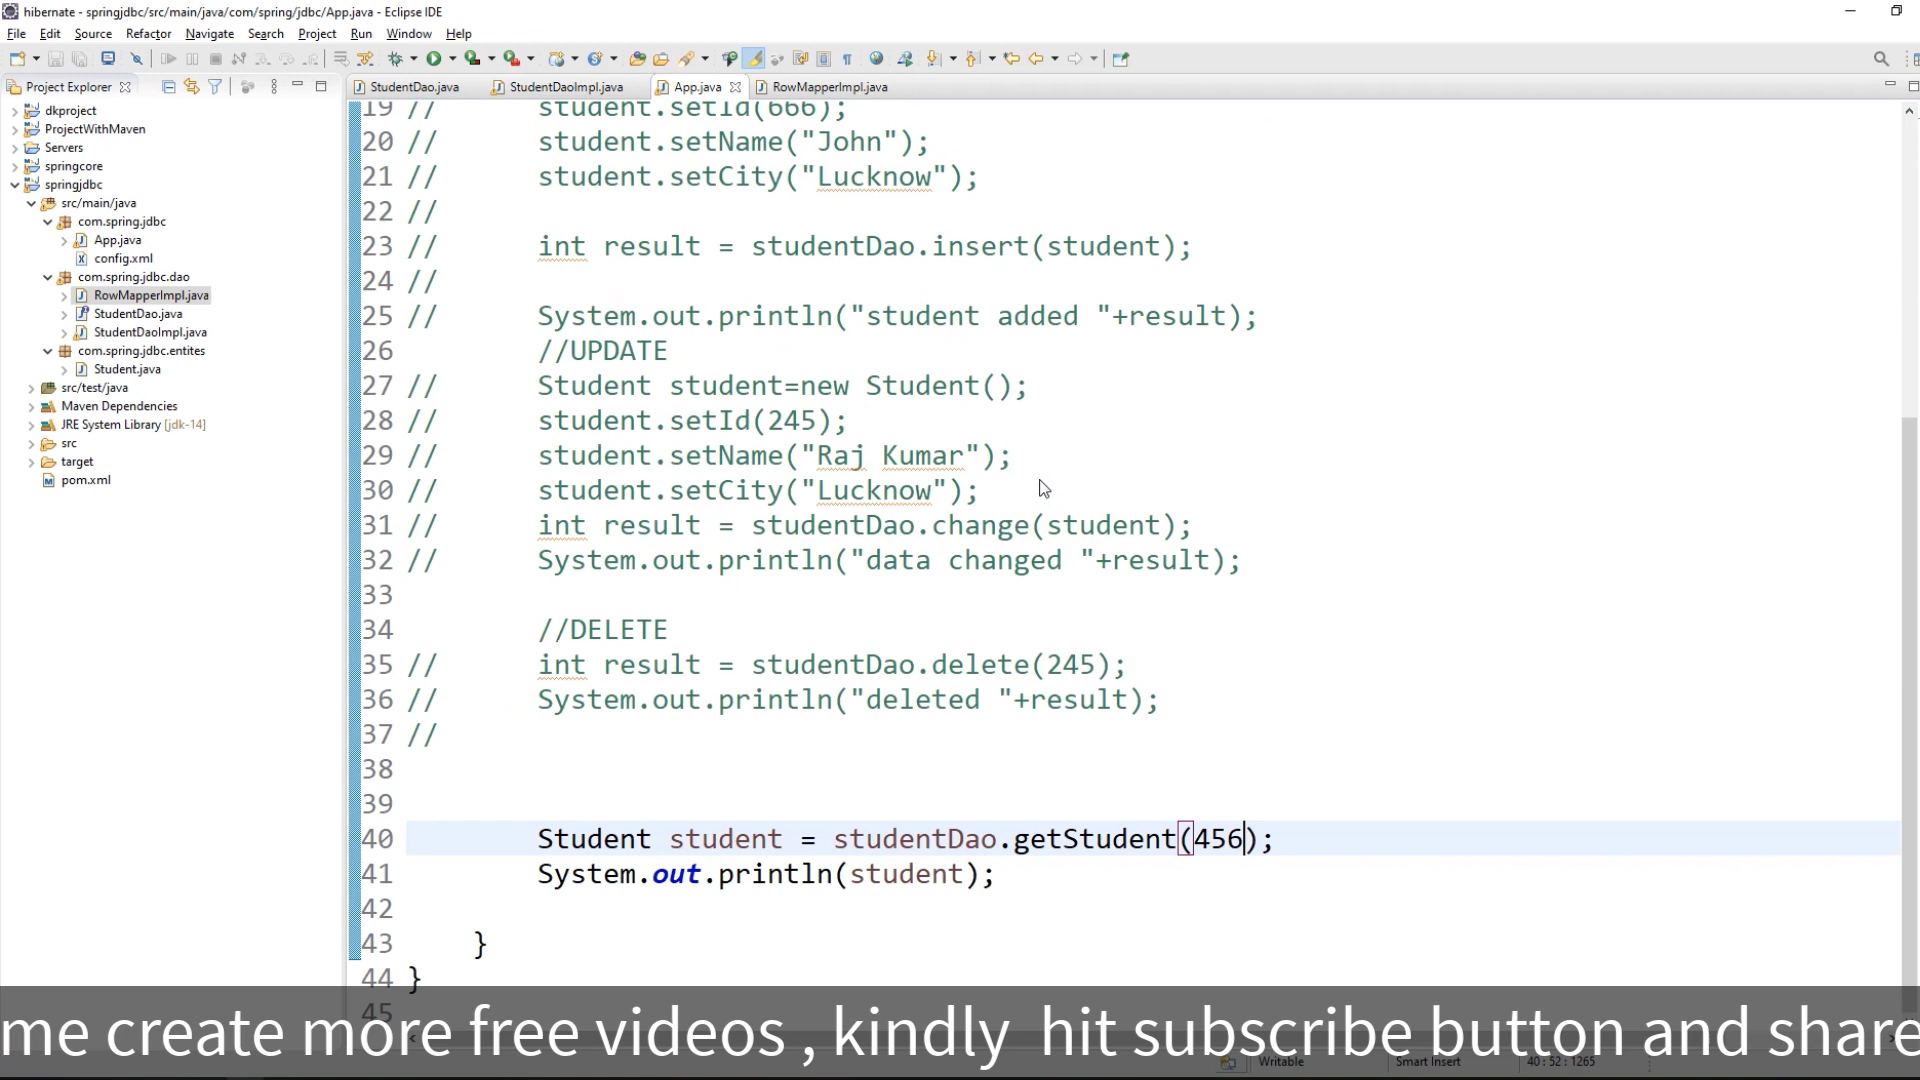 hibernate - springjdbc/src/main/java/com/spring/jdbc/App.java - Eclipse IDE
File Edit Source Refactor Navigate Search Project Run Window Help
Project Explorer
StudentDao.java StudentDaoImpl.java App.java RowMapperImpl.java
dkproject
ProjectWithMaven
Servers
springcore
springjdbc
src/main/java
com.spring.jdbc
App.java
config.xml
com.spring.jdbc.dao
RowMapperImpl.java
StudentDao.java
StudentDaoImpl.java
com.spring.jdbc.entites
Student.java
src/test/java
Maven Dependencies
JRE System Library [jdk-14]
src
target
pom.xml
19 // student.setId(666);
20 // student.setName("John");
21 // student.setCity("Lucknow");
22 //
23 // int result = studentDao.insert(student);
24 //
25 // System.out.println("student added "+result);
26 //UPDATE
27 // Student student=new Student();
28 // student.setId(245);
29 // student.setName("Raj Kumar");
30 // student.setCity("Lucknow");
31 // int result = studentDao.change(student);
32 // System.out.println("data changed "+result);
33
34 //DELETE
35 // int result = studentDao.delete(245);
36 // System.out.println("deleted "+result);
37 //
38
39
40 Student student = studentDao.getStudent(456);
41 System.out.println(student);
42
43 }
44 }
45
me create more free videos , kindly hit subscribe button and share
Writable Smart Insert 40 : 52 : 1265